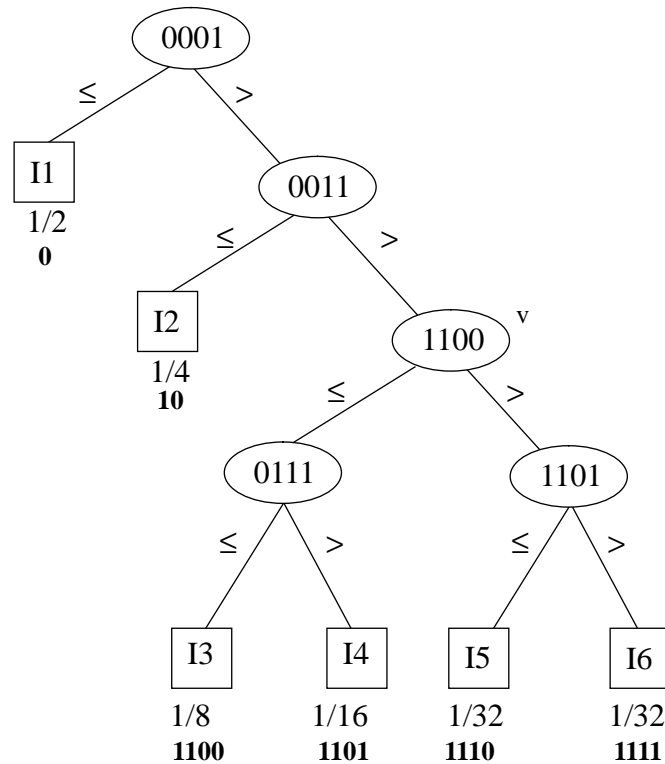 0001
≤ >
I1
1/2
0
0011
≤ >
I2
1/4
10
1100 v
≤ >
0111 1101
≤ > ≤ >
I3 I4 I5 I6
1/8 1/16 1/32 1/32
1100 1101 1110 1111